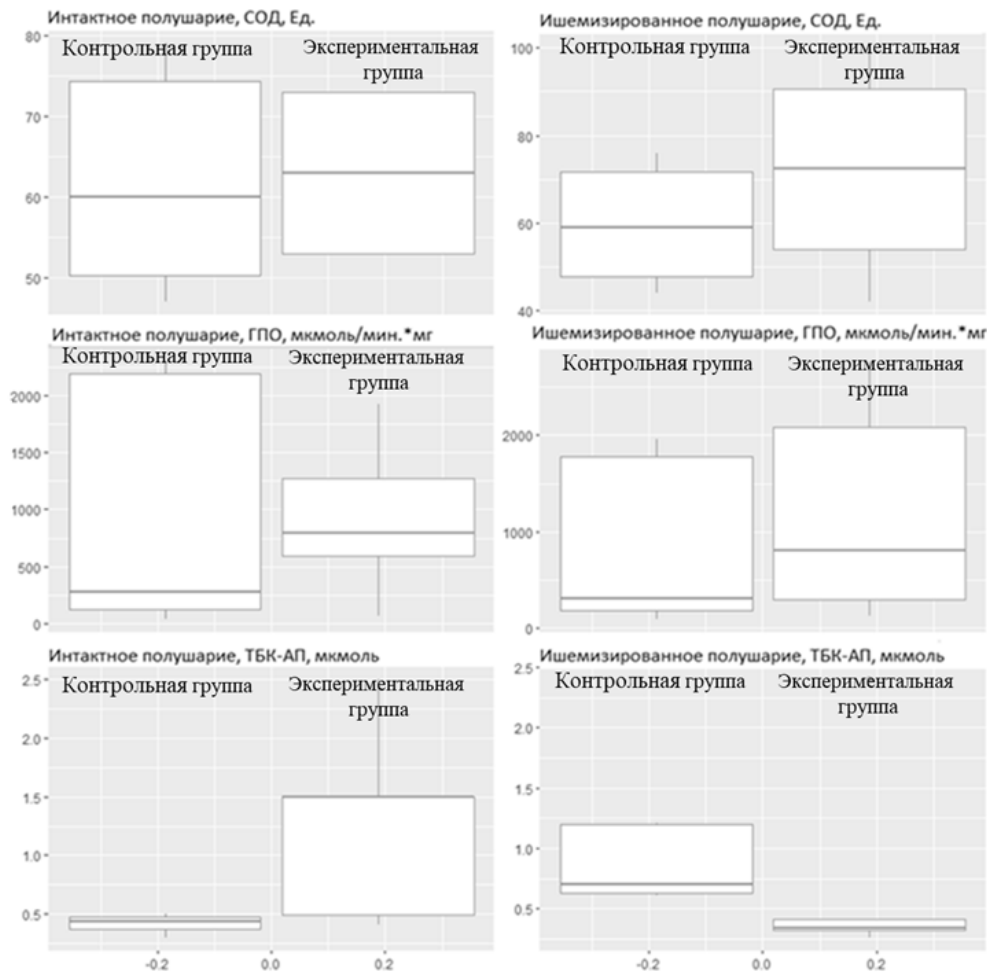 Интактное полушарие, СОД, Ед.
Контрольная группа
Экспериментальная
группа
80
70
60
50
Ишемизированное полушарие, СОД, Ед.
Контрольная группа
Экспериментальная
группа
100
80
60
40
Интактное полушарие, ГПО, мкмоль/мин.*мг
Контрольная группа
Экспериментальная
группа
2000
1500
1000
500
0
Ишемизированное полушарие, ГПО, мкмоль/мин.*мг
Контрольная группа
Экспериментальная
группа
2000
1000
0
Интактное полушарие, ТБК-АП, мкмоль
Контрольная группа
Экспериментальная
группа
2.5
2.0
1.5
1.0
0.5
-0.2 0.0 0.2
Ишемизированное полушарие, ТБК-АП, мкмоль
Контрольная группа
Экспериментальная
группа
2.5
2.0
1.5
1.0
0.5
-0.2 0.0 0.2